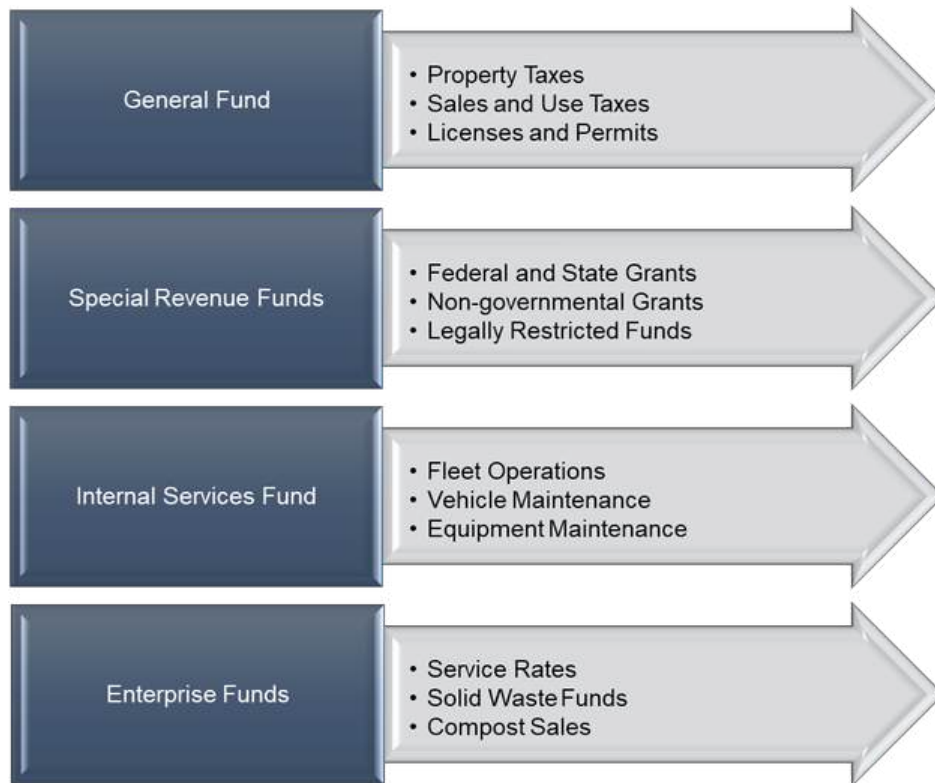 General Fund
• Property Taxes
• Sales and Use Taxes
• Licenses and Permits
Special Revenue Funds
• Federal and State Grants
• Non-governmental Grants
• Legally Restricted Funds
Internal Services Fund
• Fleet Operations
• Vehicle Maintenance
• Equipment Maintenance
Enterprise Funds
• Service Rates
• Solid Waste Funds
• Compost Sales